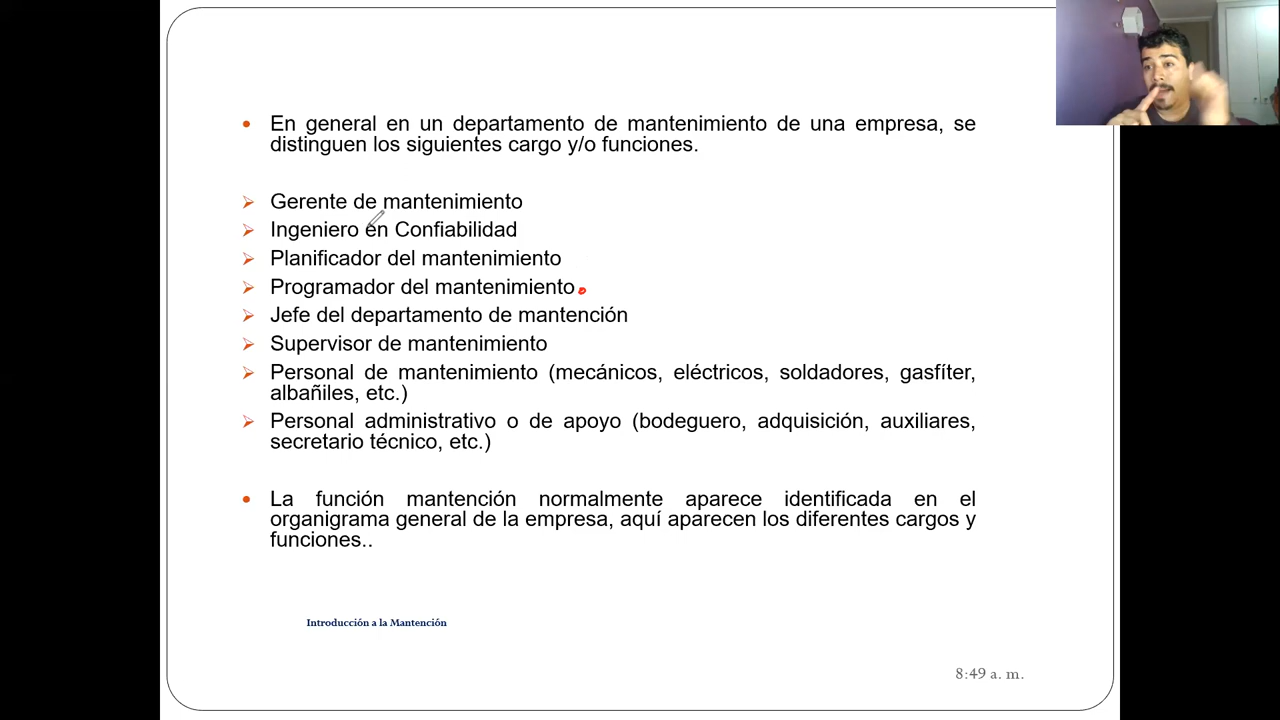 En general en un departamento de mantenimiento de una empresa, se
distinguen los siguientes cargo y/o funciones.
Gerente de mantenimiento
Ingeniero en Confiabilidad
Planificador del mantenimiento
Programador del mantenimiento
Jefe del departamento de mantención
Supervisor de mantenimiento
Personal de mantenimiento (mecánicos, eléctricos, soldadores, gasfíter,
albañiles, etc.)
Personal administrativo o de apoyo (bodeguero, adquisición, auxiliares,
secretario técnico, etc.)
La función mantención normalmente aparece identificada en el
organigrama general de la empresa, aquí aparecen los diferentes cargos y
funciones..
Introducción a la Mantención
8:49 a. m.